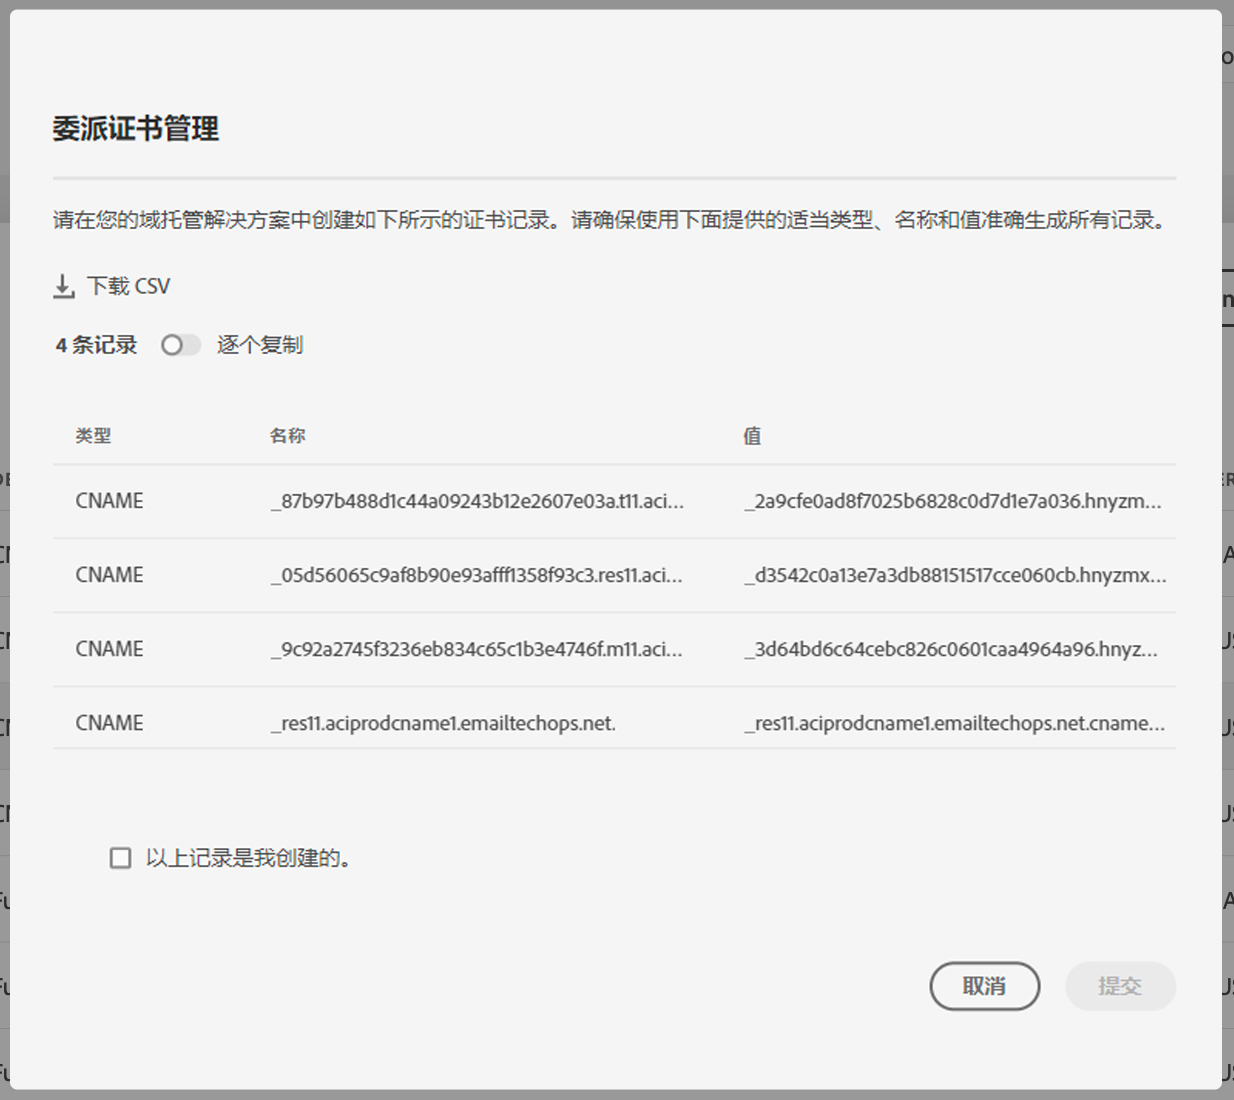 委派证书管理
请在您的域托管解决方案中创建如下所示的证书记录。请确保使用下面提供的适当类型、名称和值准确生成所有记录。
下载 CSV
4 条记录 逐个复制
类型 名称 值
CNAME _87b97b488d1c44a09243b12e2607e03a.t11.aci... _2a9cfe0ad8f7025b6828c0d7d1e7a036.hnyzm...
CNAME _05d56065c9af8b90e93afff1358f93c3.res11.aci... _d3542c0a13e7a3db88151517cce060cb.hnyzmx...
CNAME _9c92a2745f3236eb834c65c1b3e4746f.m11.aci... _3d64bd6c64cebc826c0601caa4964a96.hnyz...
CNAME _res11.aciprodcname1.emailtechops.net. _res11.aciprodcname1.emailtechops.net.cname...
以上记录是我创建的。
取消 提交